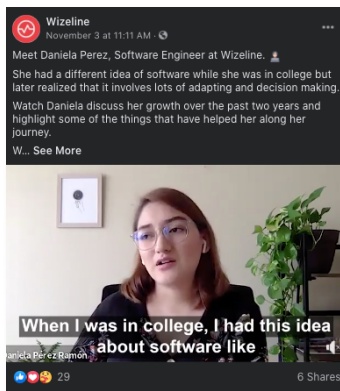 Wizeline
November 3 at 11:11 AM ·
Meet Daniela Perez, Software Engineer at Wizeline.
She had a different idea of software while she was in college but
later realized that it involves lots of adapting and decision making.
Watch Daniela discuss her growth over the past two years and
highlight some of the things that have helped her along her
journey.
W... See More
When I was in college, I had this idea
about software like
aniela Pérez Ramón
29
6 Shares